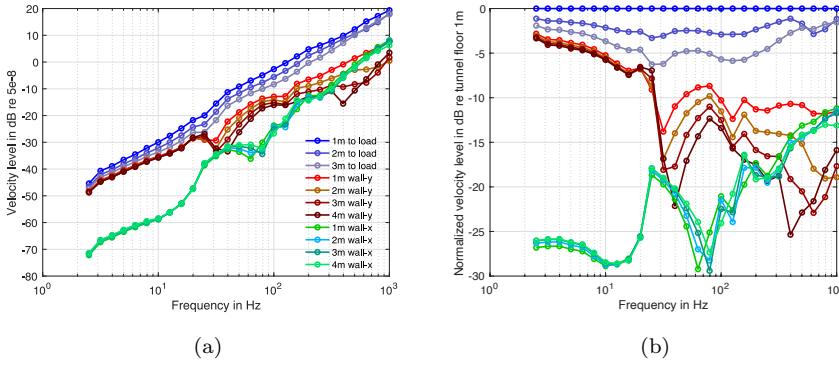 20
10
0
-10
-20
-30
-40
-50
-60
-70
-80
Velocity level in dB re 5e-8
10^0
10^1
10^2
10^3
Frequency in Hz
1m to load
2m to load
3m to load
1m wall-y
2m wall-y
3m wall-y
4m wall-y
1m wall-x
2m wall-x
3m wall-x
4m wall-x
(a)
0
-5
-10
-15
-20
-25
-30
Normalized velocity level in dB re tunnel floor 1m
10^0
10^1
10^2
10
Frequency in Hz
(b)